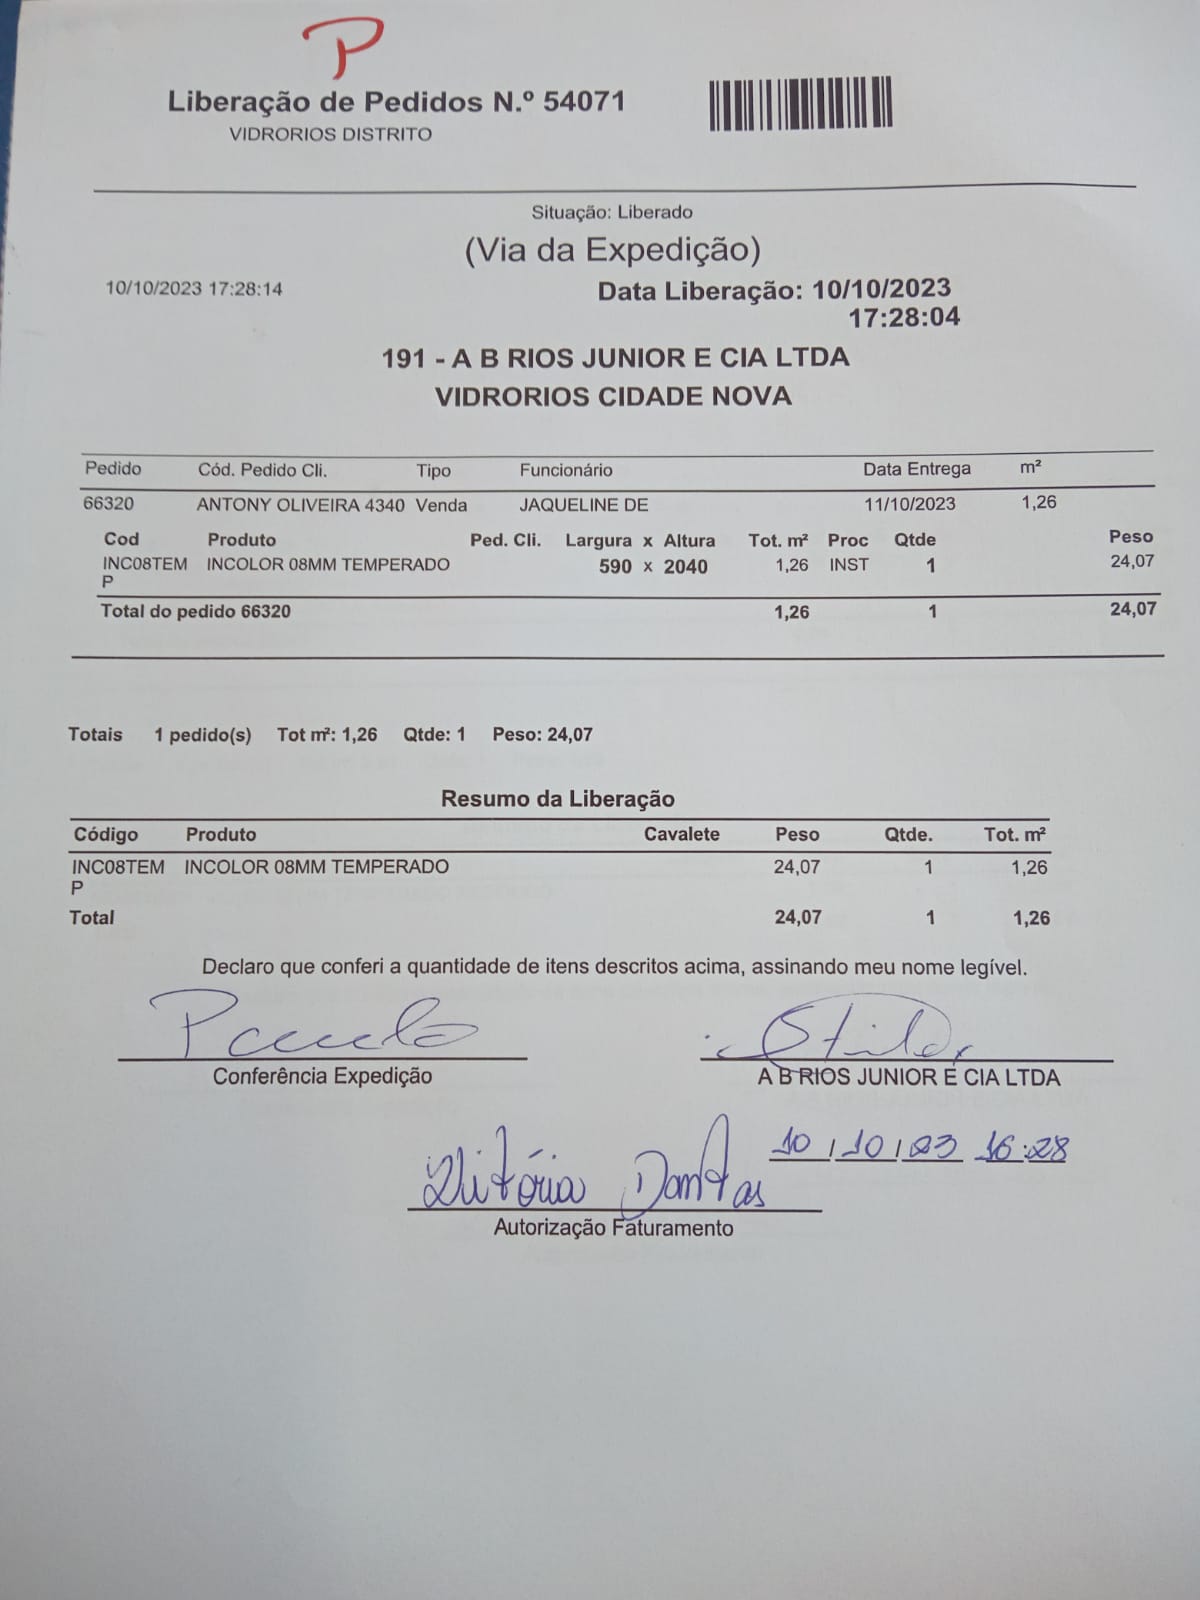 P
Liberação de Pedidos N.º 54071
VIDRORIOS DISTRITO
Situação: Liberado
(Via da Expedição)
10/10/2023 17:28:14
Data Liberação: 10/10/2023
17:28:04
191 - A B RIOS JUNIOR E CIA LTDA
VIDRORIOS CIDADE NOVA
Pedido Cód. Pedido Cli. Tipo Funcionário Data Entrega m²
66320 ANTONY OLIVEIRA 4340 Venda JAQUELINE DE 11/10/2023 1,26
Cod Produto Ped. Cli. Largura x Altura Tot. m² Proc Qtde Peso
INC08TEM INCOLOR 08MM TEMPERADO 590 x 2040 1,26 INST 1 24,07
P
Total do pedido 66320 1,26 1 24,07
Totais 1 pedido(s) Tot m²: 1,26 Qtde: 1 Peso: 24,07
Resumo da Liberação
Código Produto Cavalete Peso Qtde. Tot. m²
INC08TEM INCOLOR 08MM TEMPERADO 24,07 1 1,26
P
Total 24,07 1 1,26
Declaro que conferi a quantidade de itens descritos acima, assinando meu nome legível.
Conferência Expedição A B RIOS JUNIOR E CIA LTDA
10/10/23 16:28
Vitória Dantas
Autorização Faturamento